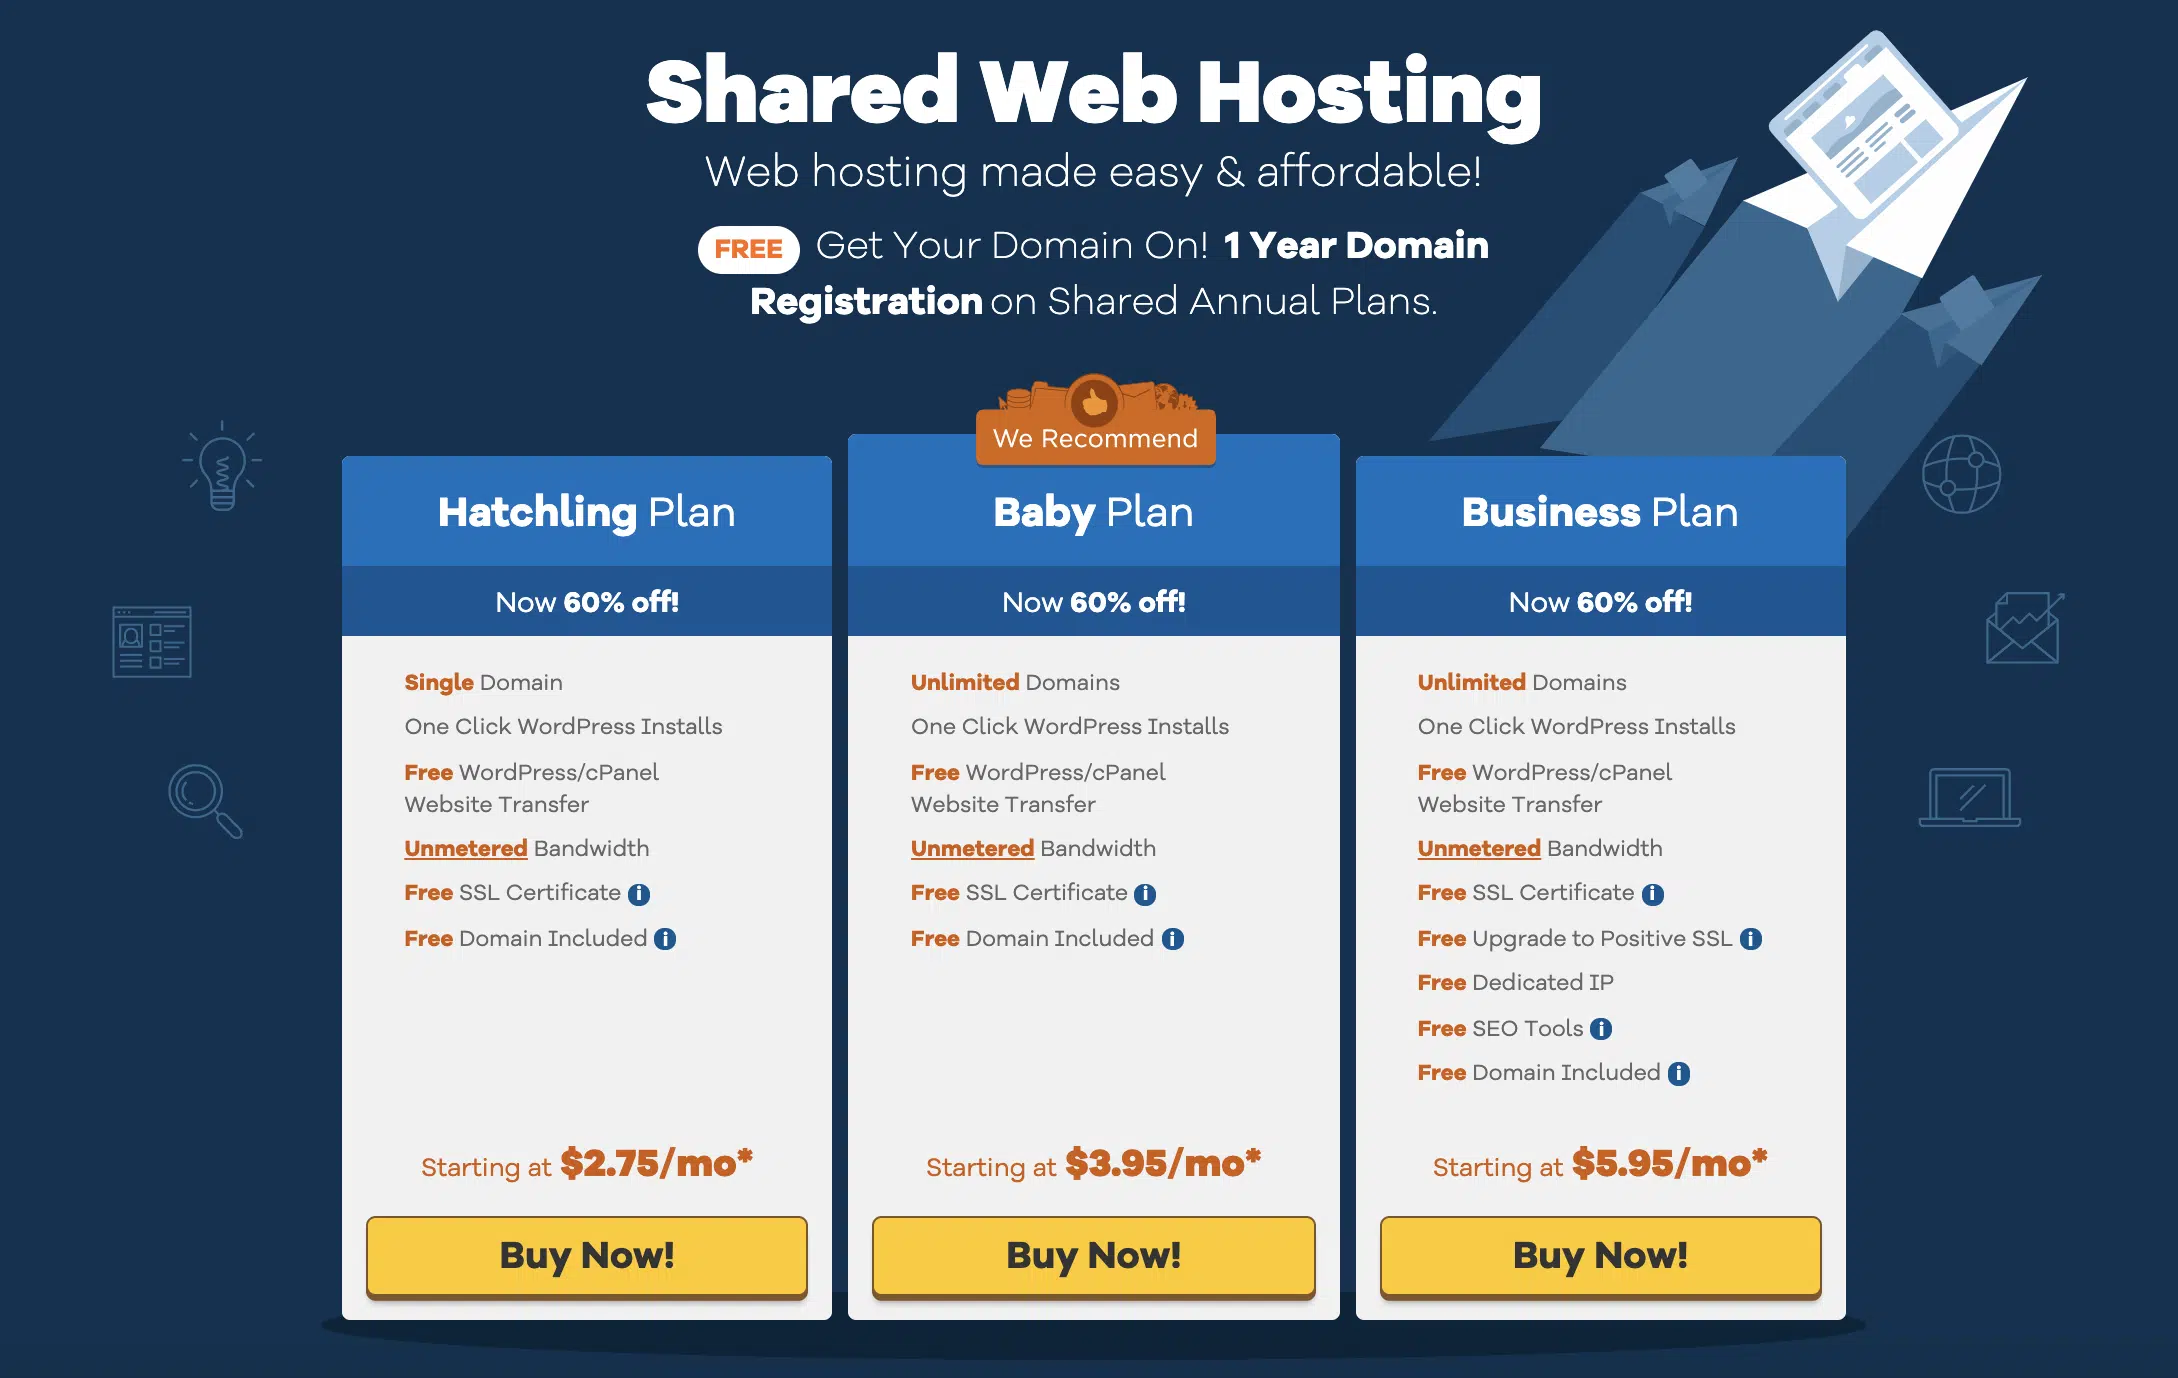 Shared Web Hosting
Web hosting made easy & affordable!
FREE Get Your Domain On! 1 Year Domain
Registration on Shared Annual Plans.
Hatchling Plan
Now 60% off!
Single Domain
One Click WordPress Installs
Free WordPress/cPanel
Website Transfer
Unmetered Bandwidth
Free SSL Certificate i
Free Domain Included i
Starting at $2.75/mo*
Buy Now!
We Recommend
Baby Plan
Now 60% off!
Unlimited Domains
One Click WordPress Installs
Free WordPress/cPanel
Website Transfer
Unmetered Bandwidth
Free SSL Certificate i
Free Domain Included i
Starting at $3.95/mo*
Buy Now!
Business Plan
Now 60% off!
Unlimited Domains
One Click WordPress Installs
Free WordPress/cPanel
Website Transfer
Unmetered Bandwidth
Free SSL Certificate i
Free Upgrade to Positive SSL i
Free Dedicated IP
Free SEO Tools i
Free Domain Included i
Starting at $5.95/mo*
Buy Now!